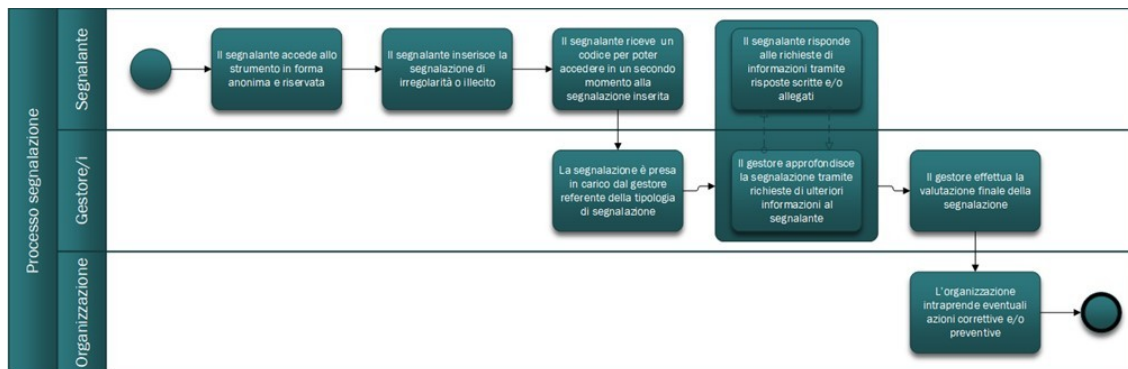 Processo segnalazione
Segnalante
Il segnalante accede allo
strumento in forma
anonima e riservata
Il segnalante inserisce la
segnalazione di
irregolarità o illecito
Il segnalante riceve un
codice per poter
accedere in un secondo
momento alla
segnalazione inserita
Il segnalante risponde
alle richieste di
informazioni tramite
risposte scritte e/o
allegati
Gestore/i
La segnalazione è presa
in carico dal gestore
referente della tipologia
di segnalazione
Il gestore approfondisce
la segnalazione tramite
richieste di ulteriori
informazioni al
segnalante
Il gestore effettua la
valutazione finale della
segnalazione
Organizzazione
L'organizzazione
intraprende eventuali
azioni correttive e/o
preventive